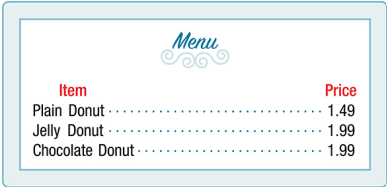 Menu
Item Price
Plain Donut ............................ 1.49
Jelly Donut ............................ 1.99
Chocolate Donut ........................ 1.99